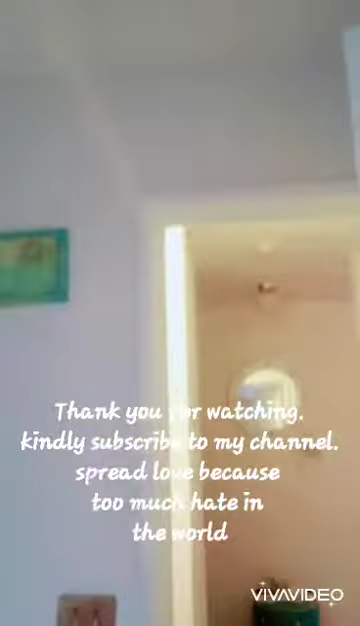 Thank you for watching.
kindly subscribe to my channel.
spread love because
too much hate in
the world
VIVAVIDEO